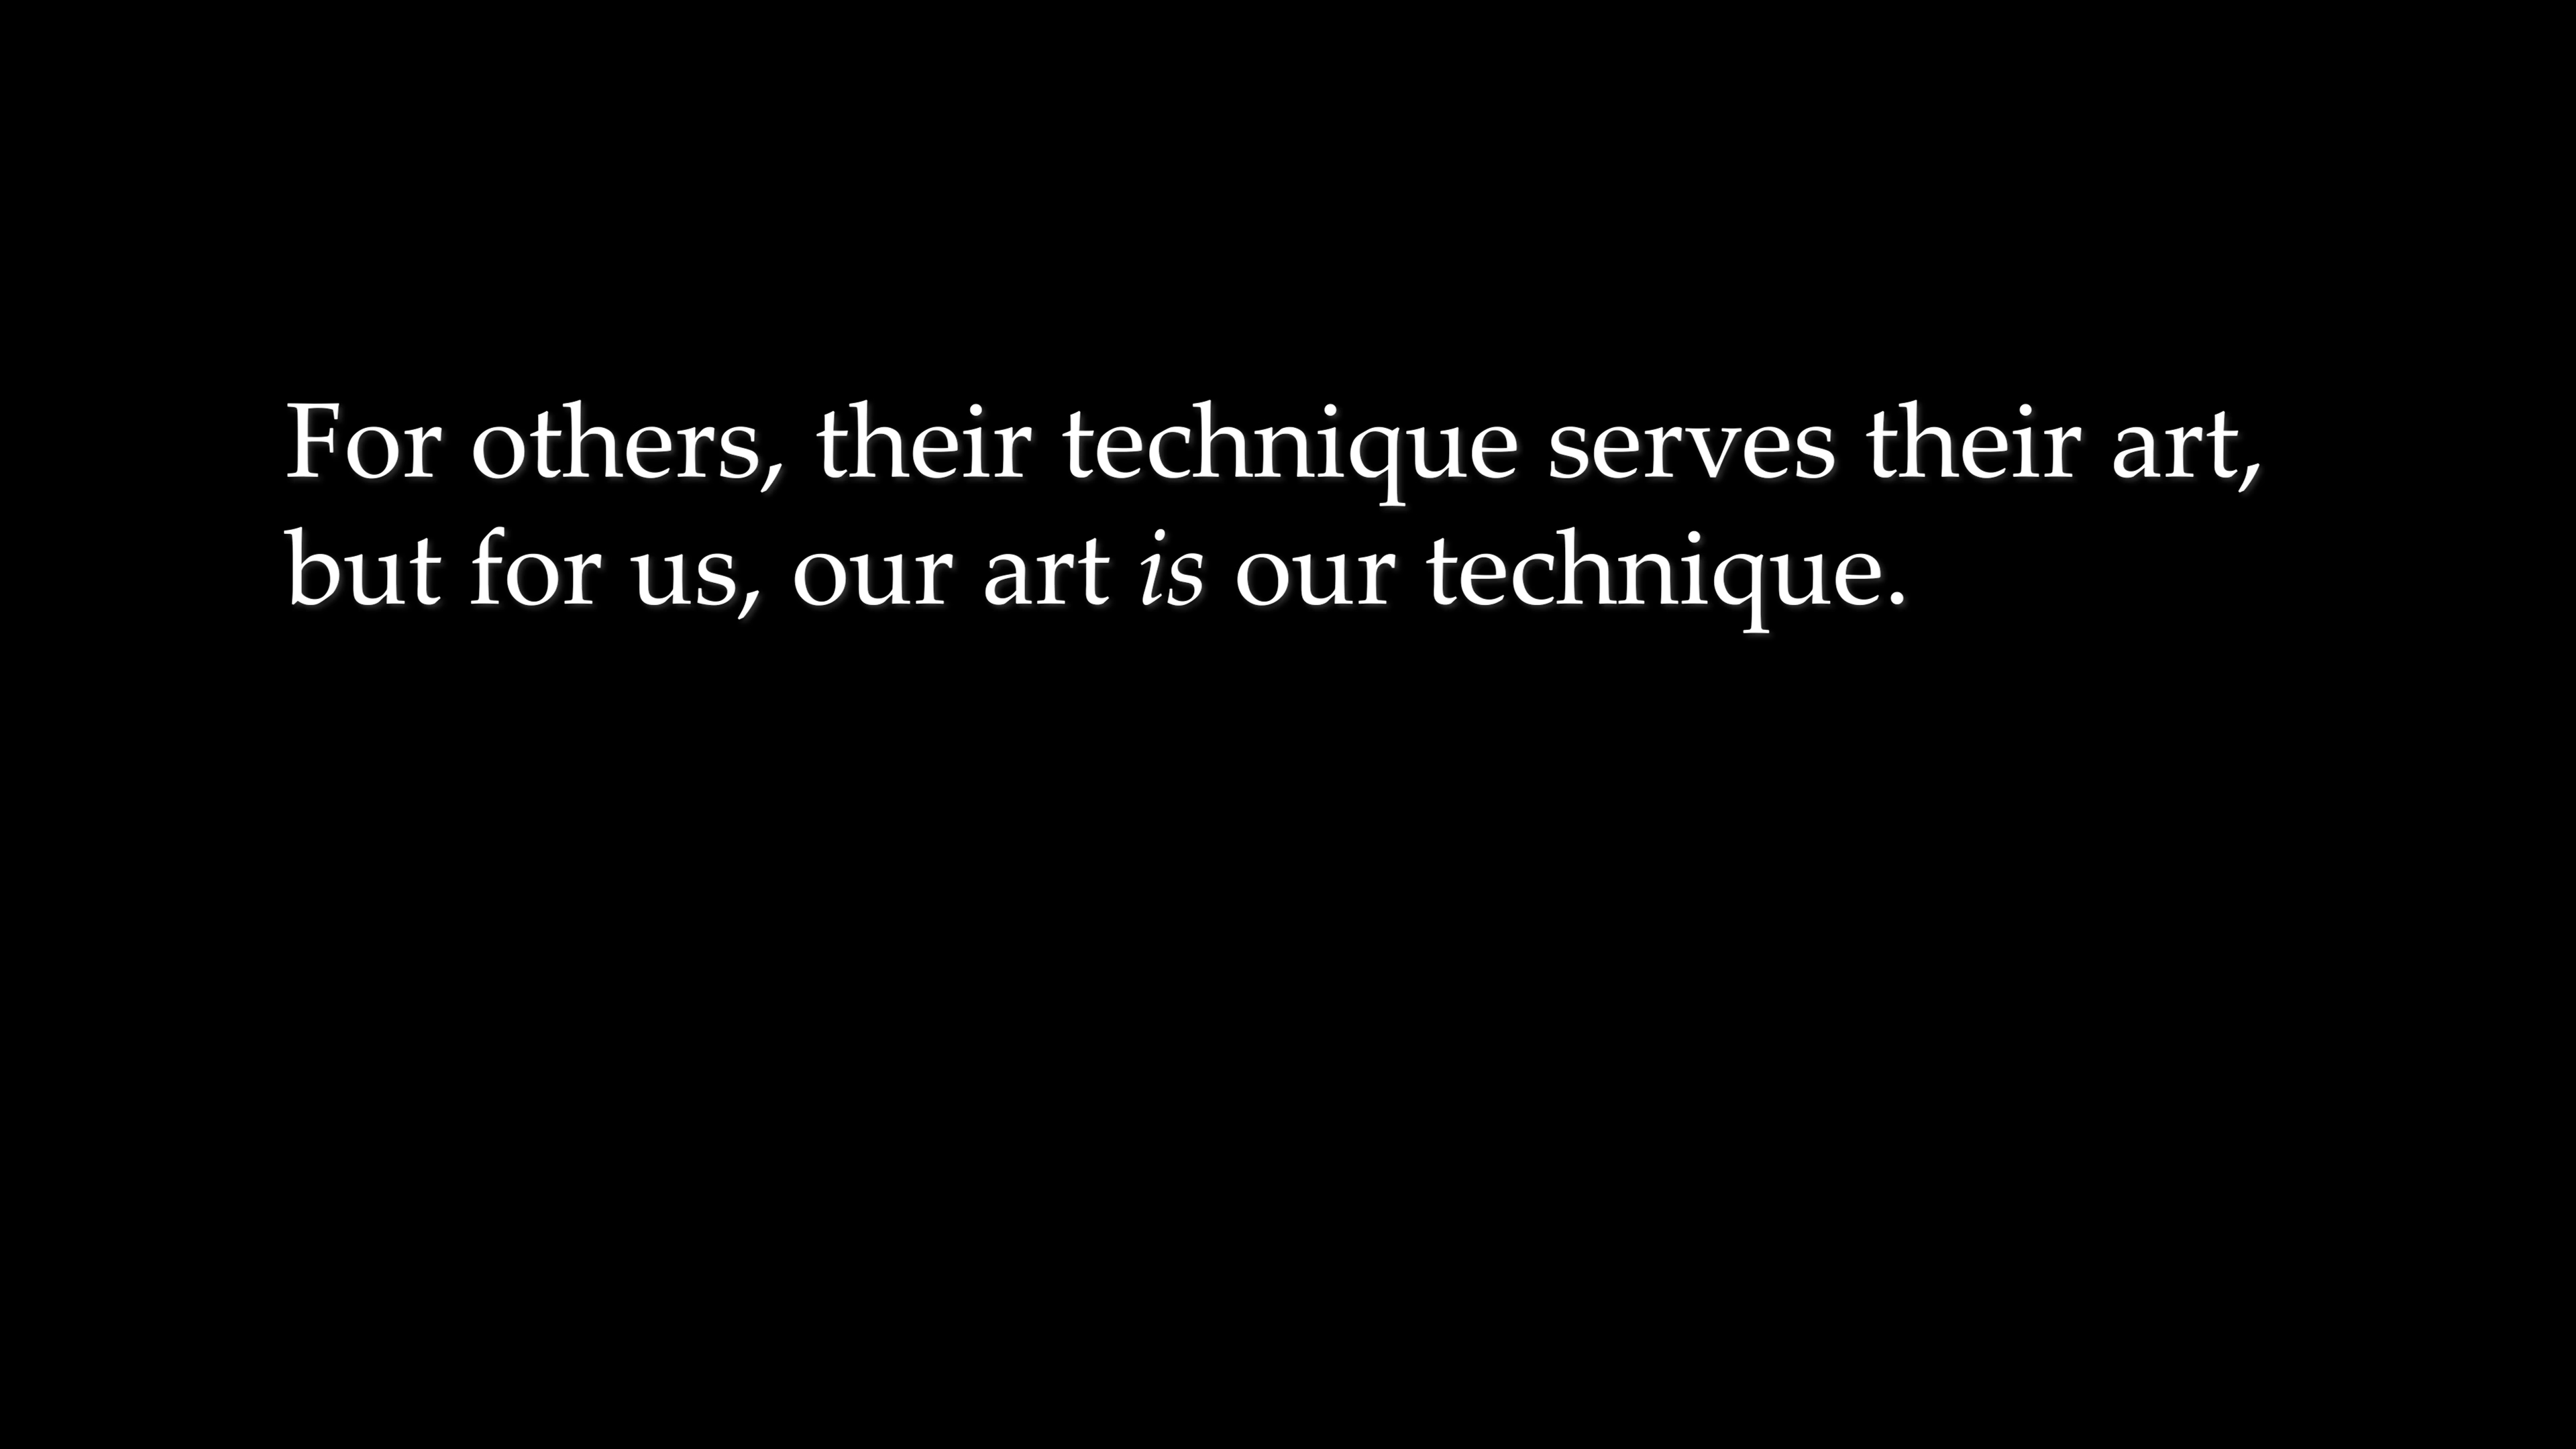 For others, their technique serves their art,
but for us, our art is our technique.